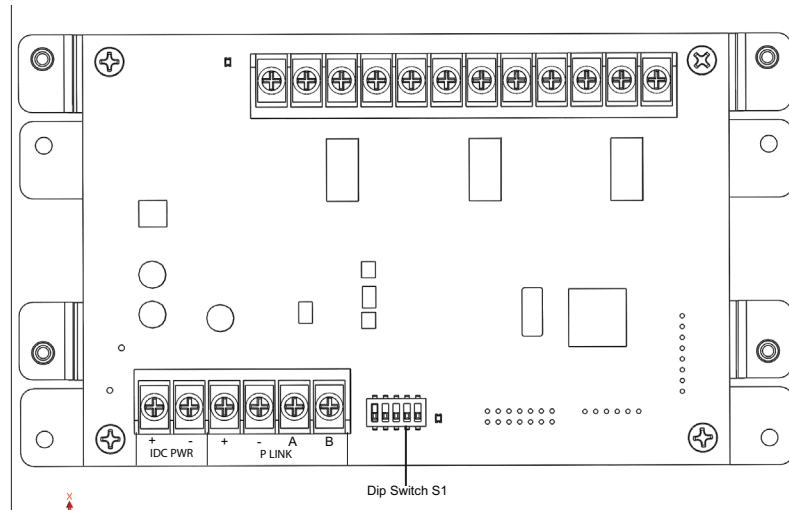 + - + - A B
IDC PWR P LINK
Dip Switch S1
X